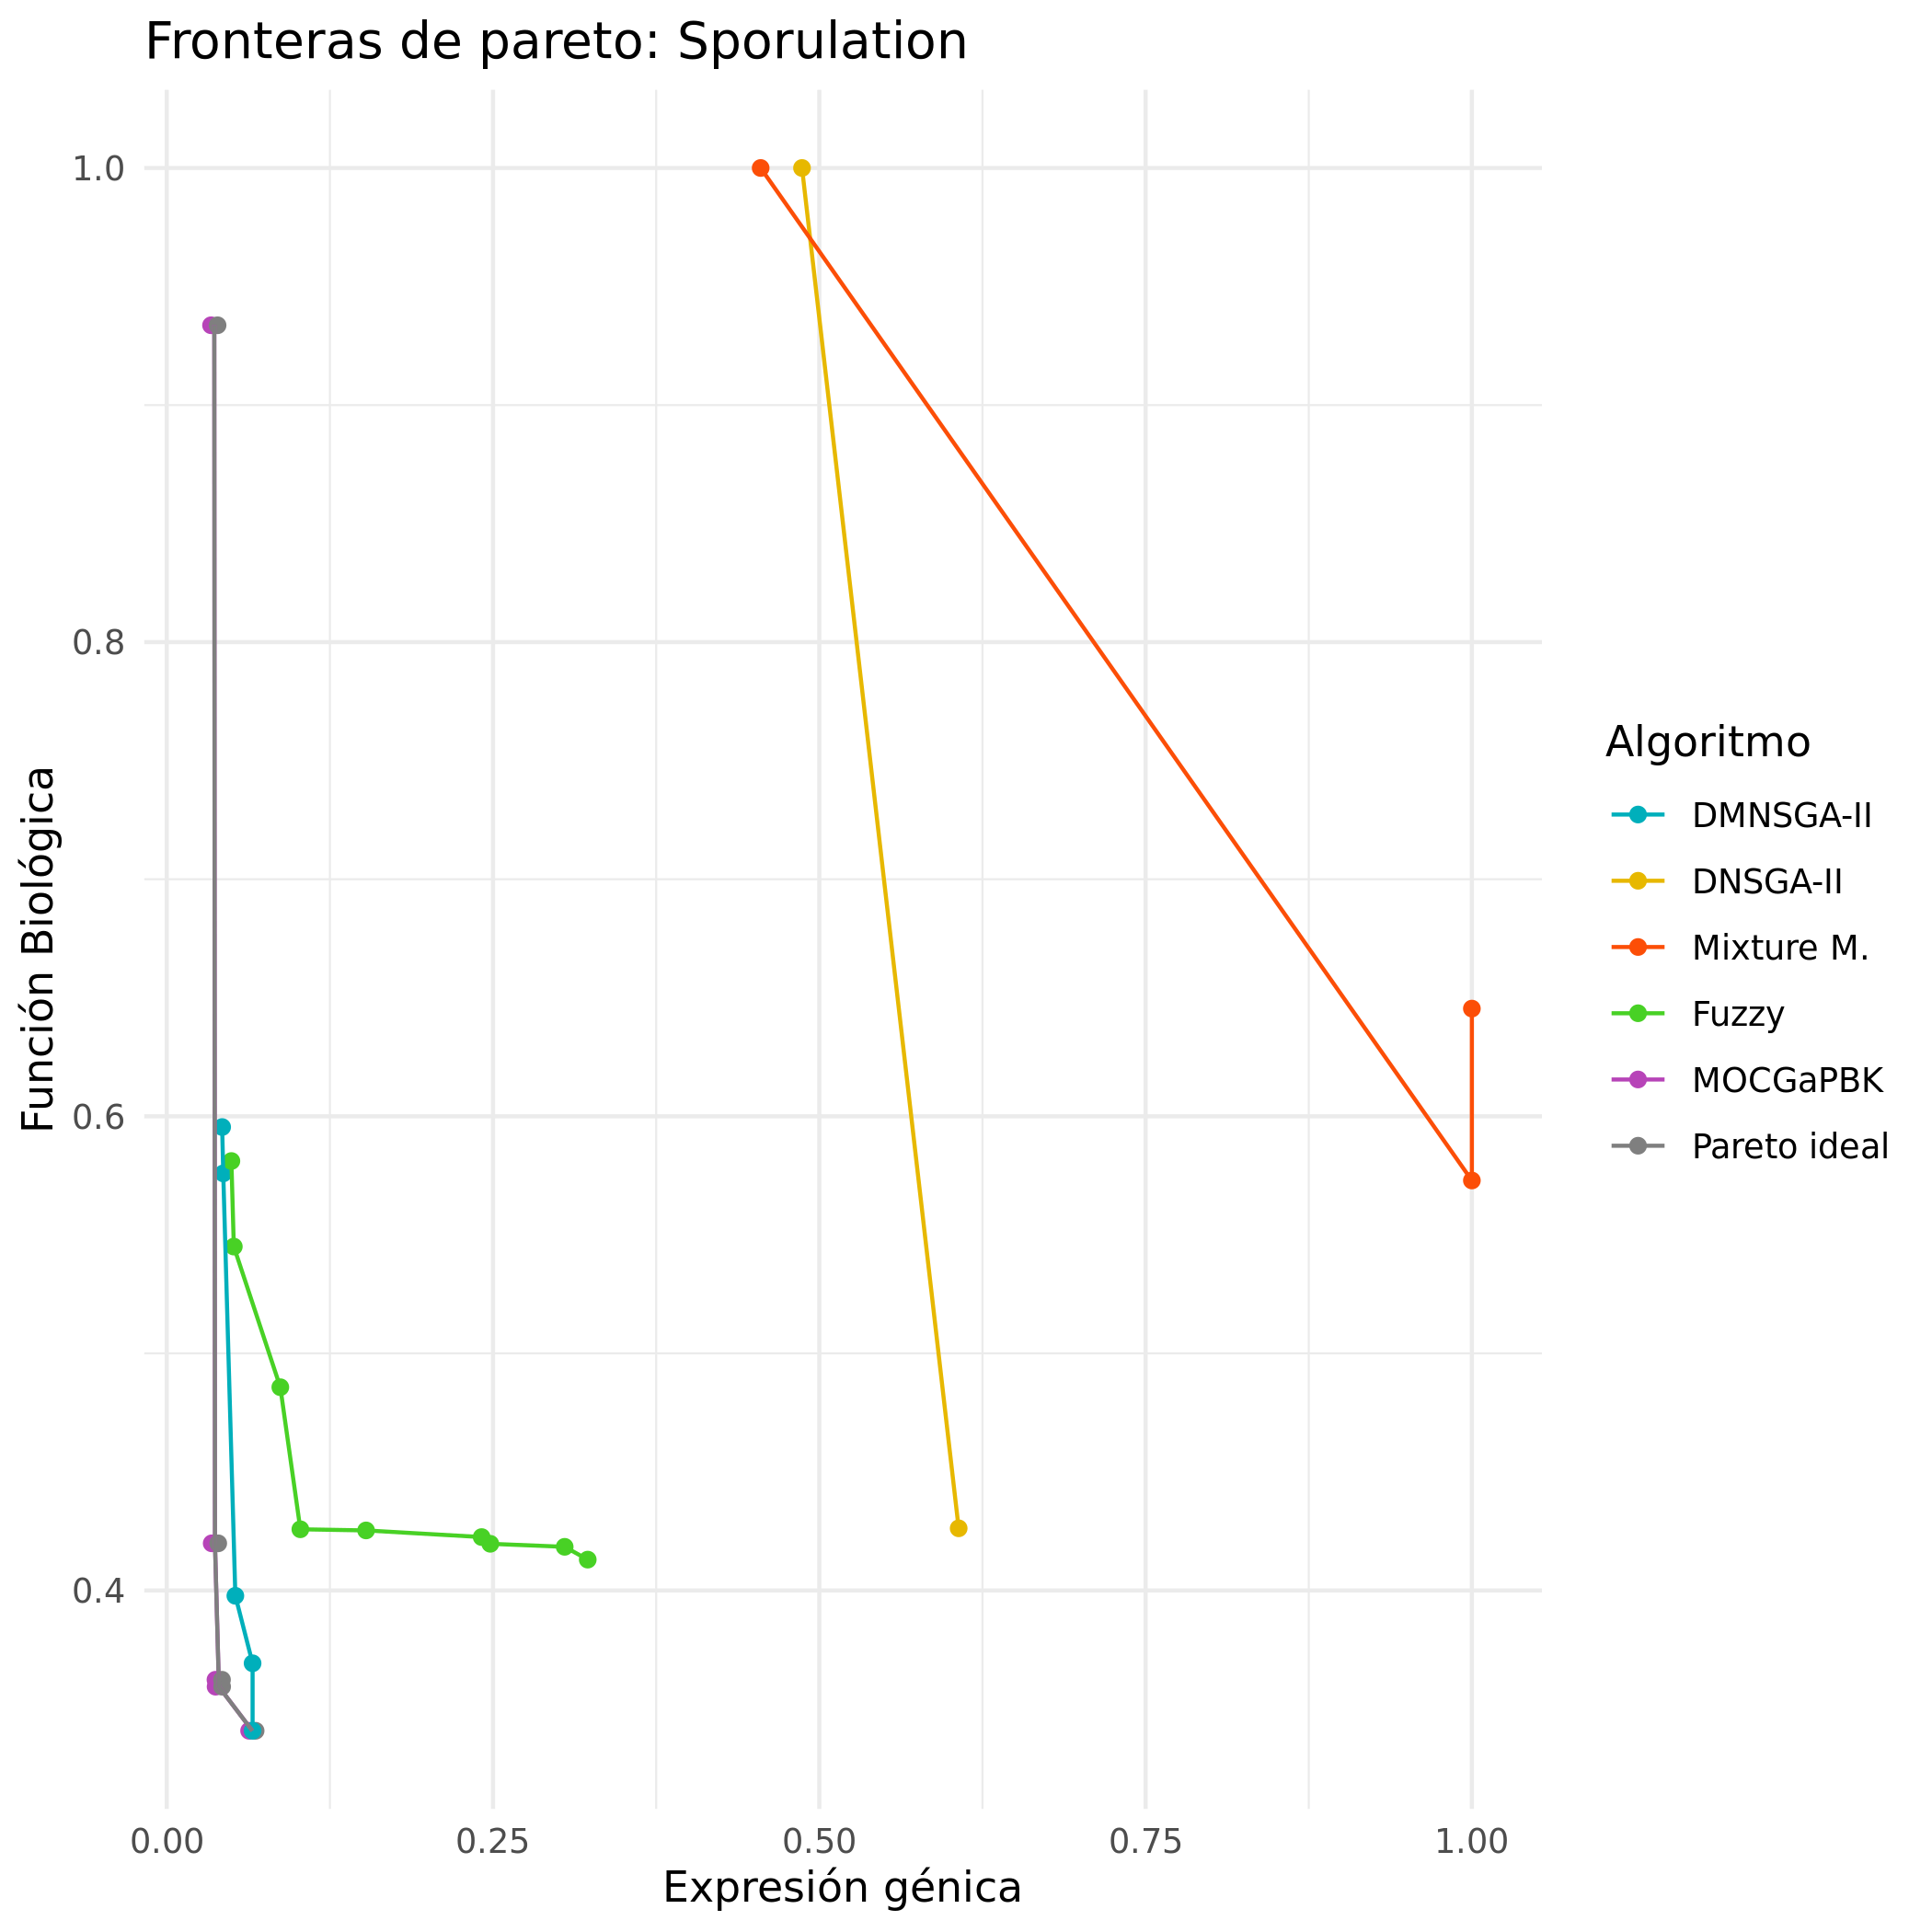 Fronteras de pareto: Sporulation
1.0
0.8
0.6
0.4
Función Biológica
0.00 0.25 0.50 0.75 1.00
Expresión génica
Algoritmo
DMNSGA-II
DNSGA-II
Mixture M.
Fuzzy
MOCGaPBK
Pareto ideal